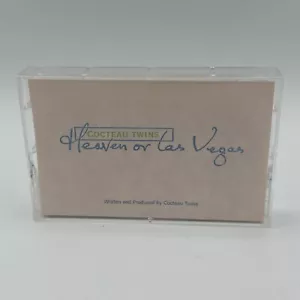 COCTEAU TWINS
Heaven or Las Vegas
Written and Produced by Cocteau Twins